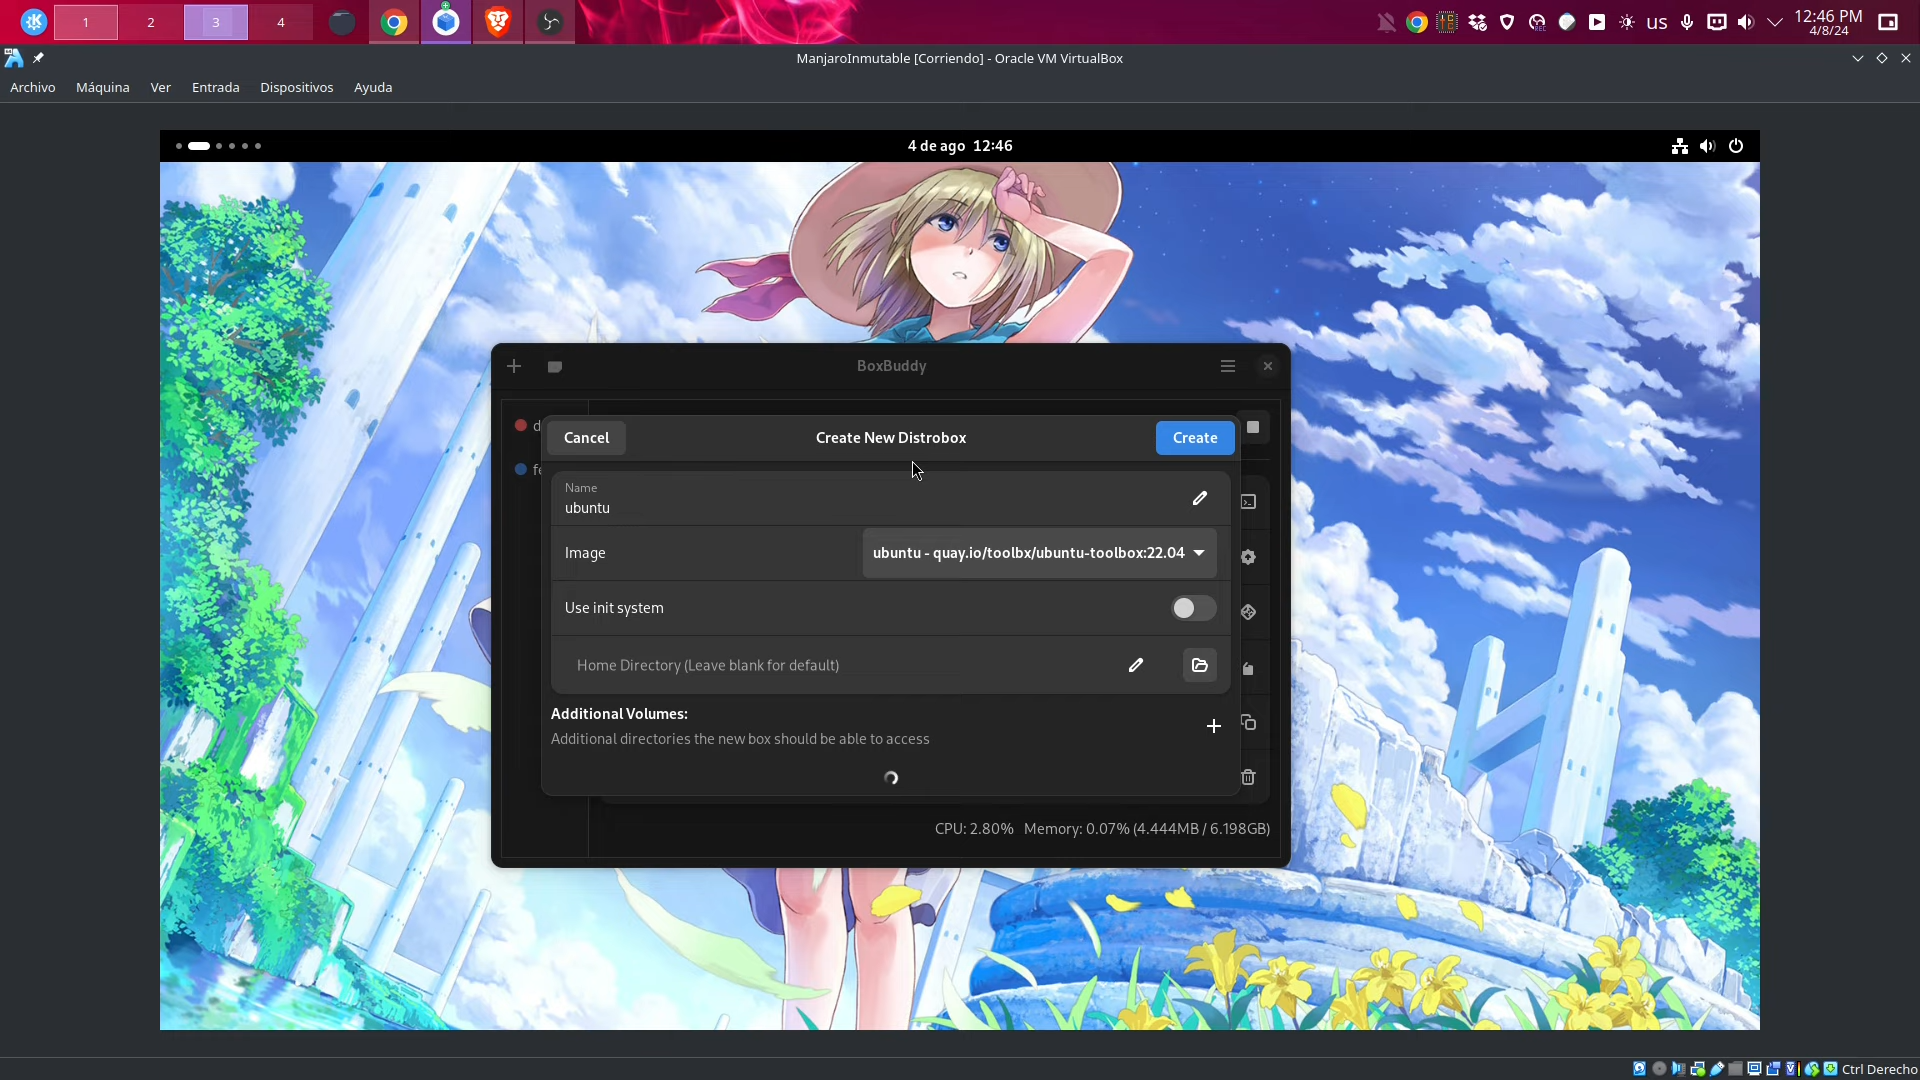 1 2 3 4 us 12:46 PM
4/8/24
ManjaroInmutable [Corriendo] - Oracle VM VirtualBox
Archivo Máquina Ver Entrada Dispositivos Ayuda
4 de ago 12:46
BoxBuddy
Cancel Create New Distrobox Create
Name
ubuntu
Image ubuntu - quay.io/toolbx/ubuntu-toolbox:22.04
Use init system
Home Directory (Leave blank for default)
Additional Volumes:
Additional directories the new box should be able to access
CPU: 2.80% Memory: 0.07% (4.444MB / 6.198GB)
Ctrl Derecho